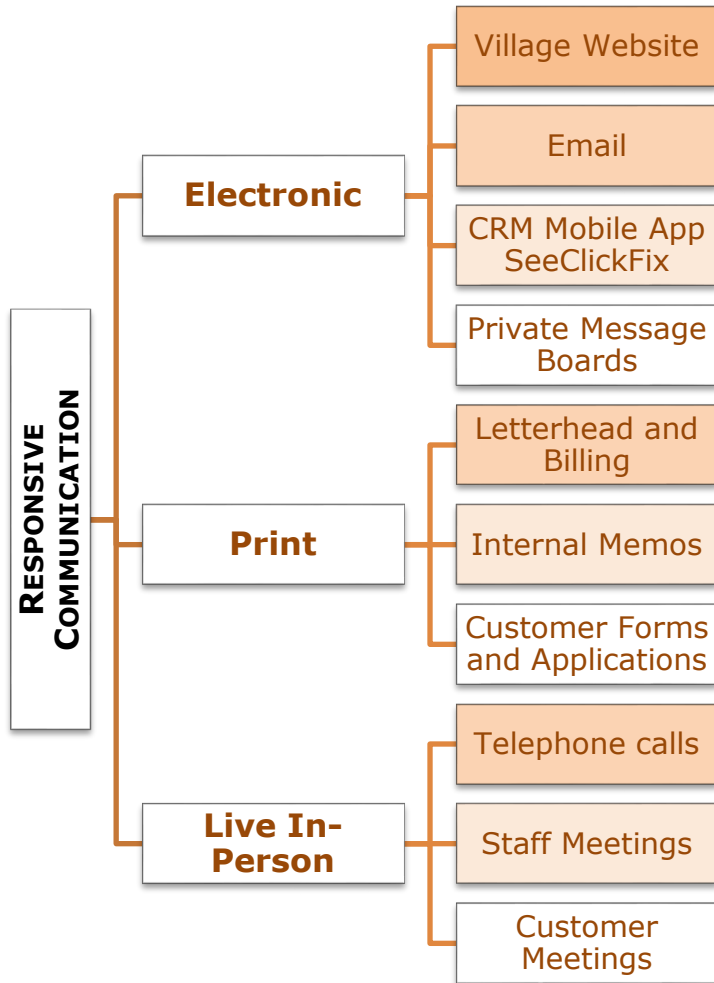 RESPONSIVE
COMMUNICATION
Electronic
Village Website
Email
CRM Mobile App
SeeClickFix
Private Message
Boards
Print
Letterhead and
Billing
Internal Memos
Customer Forms
and Applications
Live In-
Person
Telephone calls
Staff Meetings
Customer
Meetings